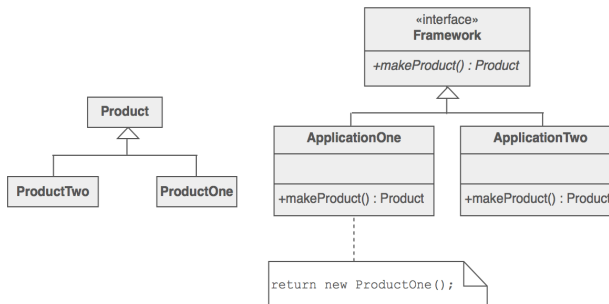 «interface»
Framework
+makeProduct() : Product
Product
ProductTwo
ProductOne
ApplicationOne
+makeProduct() : Product
ApplicationTwo
+makeProduct() : Product
return new ProductOne();